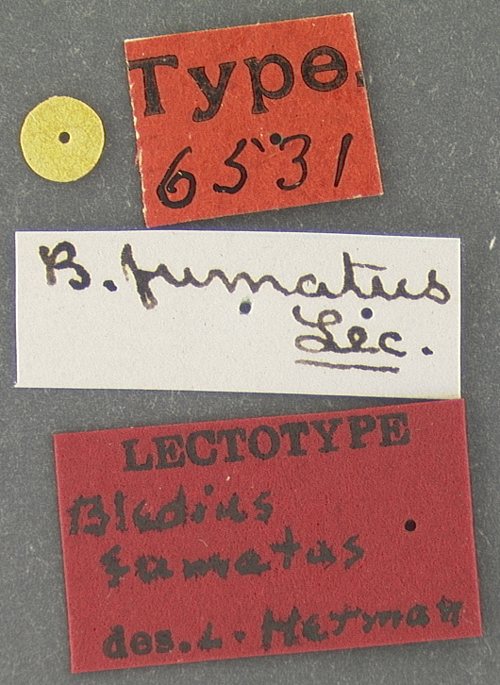 Type.
6531
B. fumatus
Lec.
LECTOTYPE
Bledius
fumatus
des. L. Herman